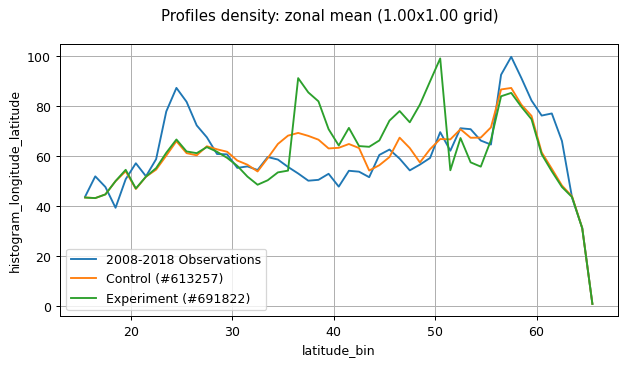 Profiles density: zonal mean (1.00x1.00 grid)
histogram_longitude_latitude
100
80
60
40
20
0
2008-2018 Observations
Control (#613257)
Experiment (#691822)
20 30 40 50 60
latitude_bin